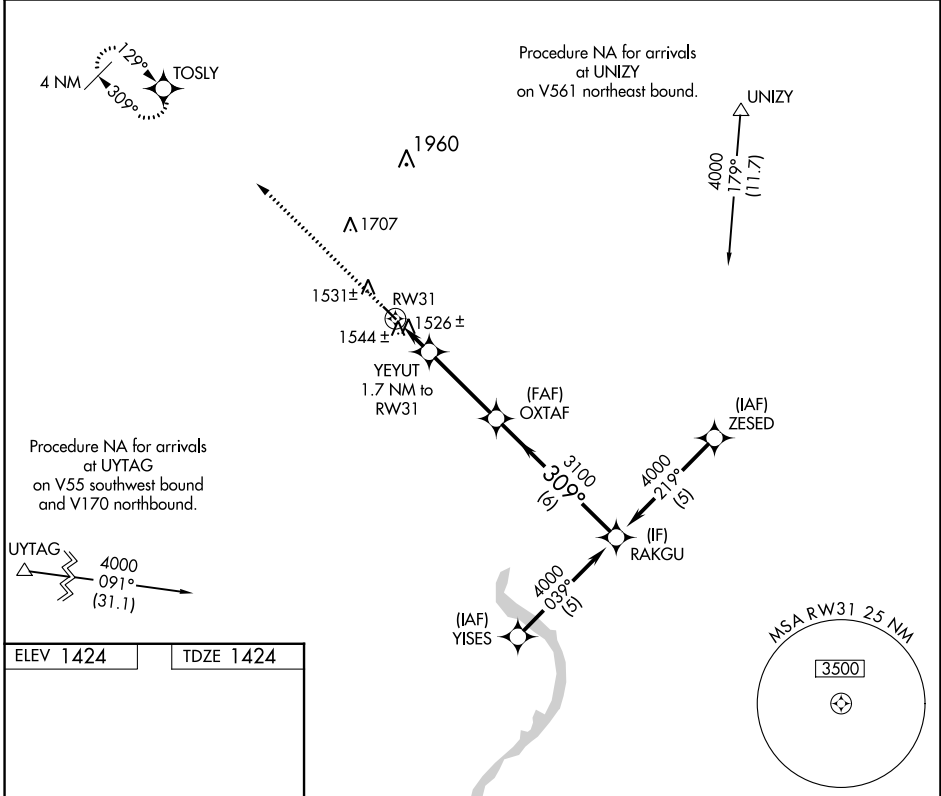 Procedure NA for arrivals
at UNIZY
on V561 northeast bound.
129°
TOSLY
4 NM
309°
UNIZY
1960
4000
179°
(11.7)
1707
1531±
RW31
1544 ±
1526 ±
YEYUT
1.7 NM to
RW31
(FAF)
OXTAF
(IAF)
ZESED
Procedure NA for arrivals
at UYTAG
on V55 southwest bound
and V170 northbound.
3100
309°
(6)
4000
219°
(5)
(IF)
RAKGU
UYTAG
4000
091°
(31.1)
4000
039°
(5)
(IAF)
YISES
MSA RW31 25 NM
3500
ELEV 1424
TDZE 1424